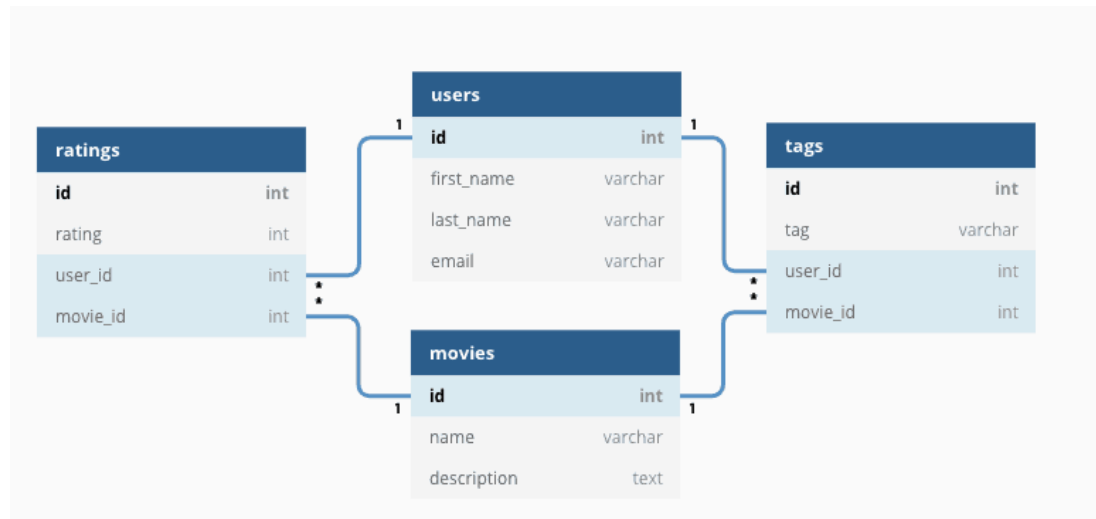 ratings
id int
rating int
user_id int
movie_id int
users
id int
first_name varchar
last_name varchar
email varchar
movies
id int
name varchar
description text
tags
id int
tag varchar
user_id int
movie_id int
1
1
*
*
*
*
1
1